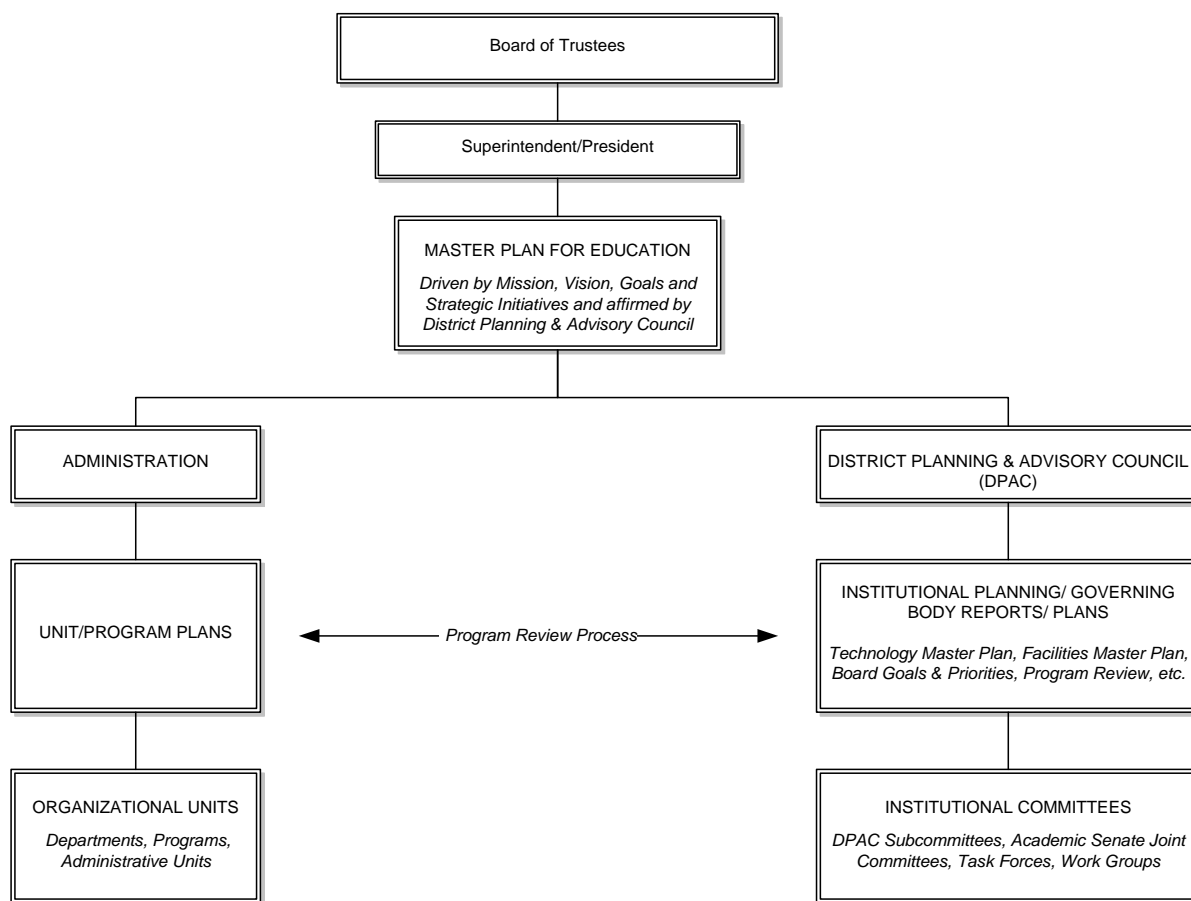 Board of Trustees
Superintendent/President
MASTER PLAN FOR EDUCATION
Driven by Mission, Vision, Goals and
Strategic Initiatives and affirmed by
District Planning & Advisory Council
ADMINISTRATION
DISTRICT PLANNING & ADVISORY COUNCIL
(DPAC)
UNIT/PROGRAM PLANS
Program Review Process
INSTITUTIONAL PLANNING/ GOVERNING
BODY REPORTS/ PLANS
Technology Master Plan, Facilities Master Plan,
Board Goals & Priorities, Program Review, etc.
ORGANIZATIONAL UNITS
Departments, Programs,
Administrative Units
INSTITUTIONAL COMMITTEES
DPAC Subcommittees, Academic Senate Joint
Committees, Task Forces, Work Groups